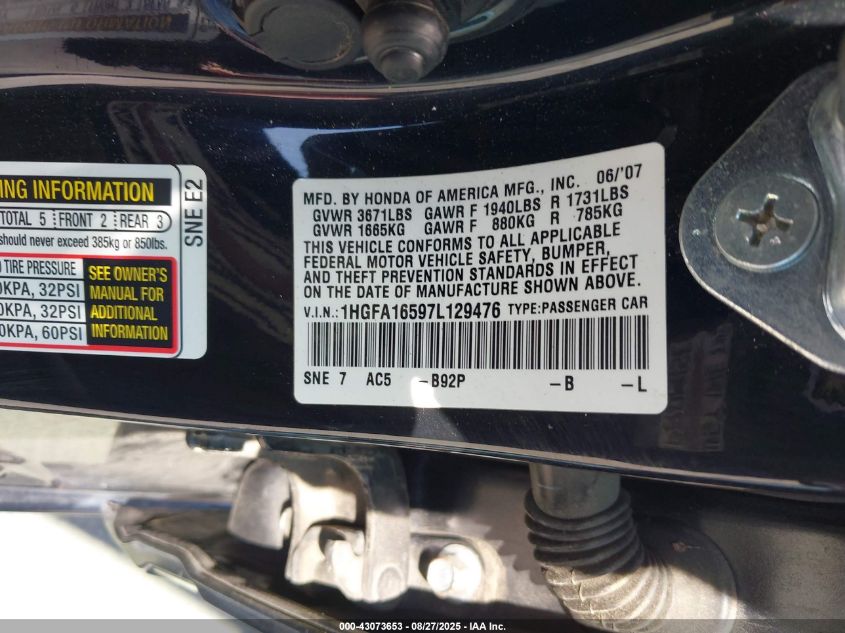 NG INFORMATION
TOTAL 5 FRONT 2 REAR 3
should never exceed 385kg or 850lbs.
TIRE PRESSURE
0KPA, 32PSI
0KPA, 32PSI
0KPA, 60PSI
SEE OWNER'S
MANUAL FOR
ADDITIONAL
INFORMATION
SNE E2
MFD. BY HONDA OF AMERICA MFG., INC. 06/'07
GVWR 3671LBS GAWR F 1940LBS R 1731LBS
GVWR 1665KG GAWR F 880KG R 785KG
THIS VEHICLE CONFORMS TO ALL APPLICABLE
FEDERAL MOTOR VEHICLE SAFETY, BUMPER,
AND THEFT PREVENTION STANDARDS IN EFFECT
ON THE DATE OF MANUFACTURE SHOWN ABOVE.
V.I.N.: 1HGFA16597L129476 TYPE: PASSENGER CAR
SNE 7 AC5 -B92P -B -L
000-43073653 - 08/27/2025 - IAA Inc.